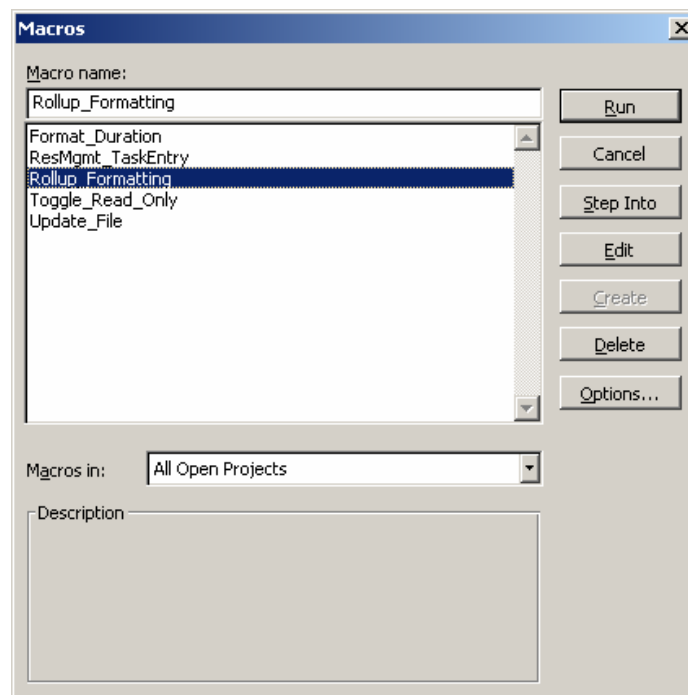 Macros
Macro name:
Rollup_Formatting
Run
Format_Duration
ResMgmt_TaskEntry
Rollup_Formatting
Toggle_Read_Only
Update_File
Cancel
Step Into
Edit
Create
Delete
Options...
Macros in:
All Open Projects
Description